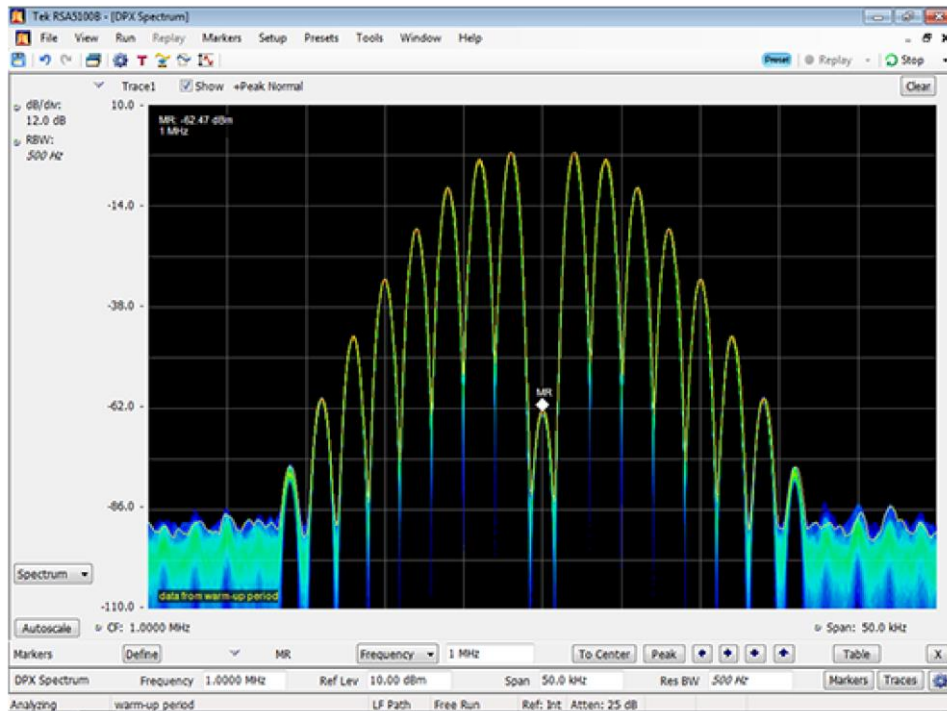 Tek RSA5100B - [DPX Spectrum]
File View Run Replay Markers Setup Presets Tools Window Help
Preset Replay Stop
Trace1 Show +Peak Normal Clear
dB/div:
12.0 dB
RBW:
500 Hz
10.0
MR: -62.47 dBm
1 MHz
-14.0
-38.0
MR
-62.0
-86.0
Spectrum
data from warm-up period
-110.0
Autoscale CF: 1.0000 MHz Span: 50.0 kHz
Markers Define MR Frequency 1 MHz To Center Peak Table X
DPX Spectrum Frequency 1.0000 MHz Ref Lev 10.00 dBm Span 50.0 kHz Res BW 500 Hz Markers Traces
Analyzing warm-up period LF Path Free Run Ref: Int Atten: 25 dB